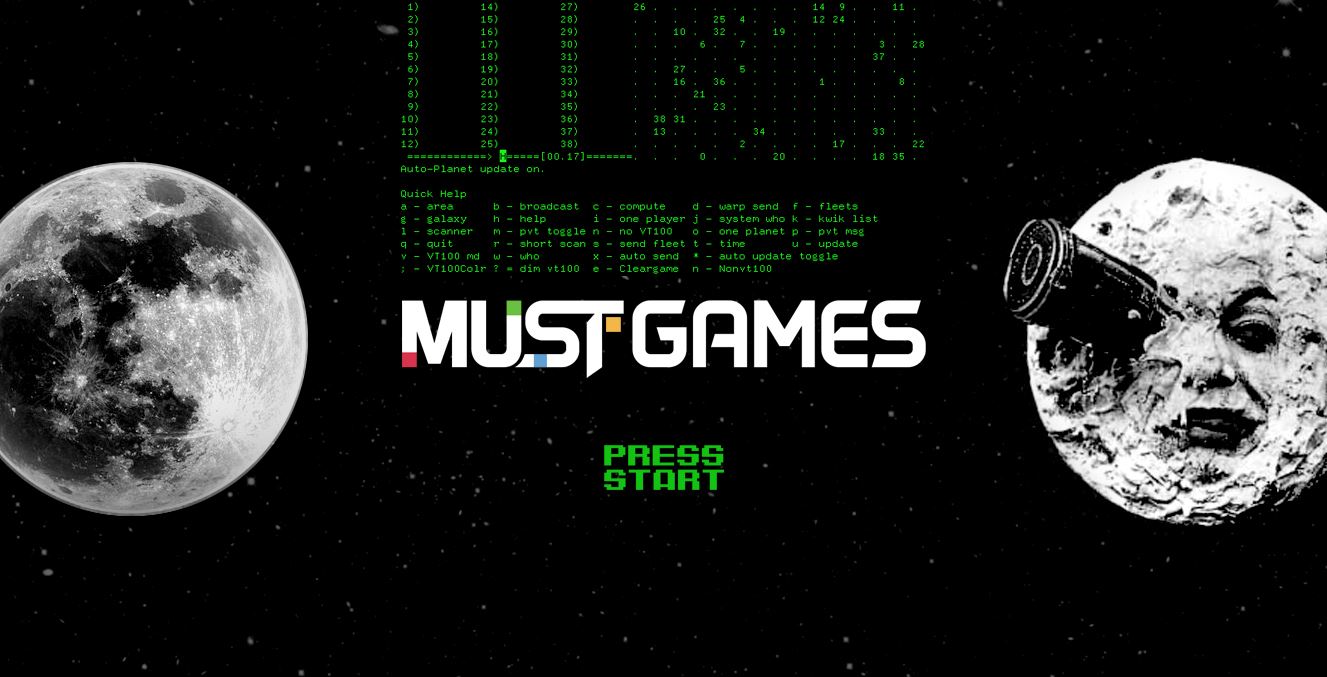 1) 14) 27) 26 . . . . . . . . 14 9 . . 11 .
2) 15) 28) . . . . 25 4 . . . 12 24 . . . .
3) 16) 29) . . 10 . 32 . . 19 . . . . . . .
4) 17) 30) . . . 6 . 7 . . . . . . 3 . 28
5) 18) 31) . . . . . . . . . . . . 37 . .
6) 19) 32) . . 27 . . 5 . . . . . . . . .
7) 20) 33) . . 16 . 36 . . . . 1 . . . 8 .
8) 21) 34) . . . 21 . . . . . . . . . . .
9) 22) 35) . . . . 23 . . . . . . . . . .
10) 23) 36) . 38 31 . . . . . . . . . . . .
11) 24) 37) . 13 . . . . 34 . . . . . 33 . .
12) 25) 38) . . . . . 2 . . . . 17 . . . 22
============> =====[00.17]=======. . . 0 . . . 20 . . . . 18 35 .
Auto-Planet update on.
Quick Help
a - area b - broadcast c - compute d - warp send f - fleets
g - galaxy h - help i - one player j - system who k - kwik list
l - scanner m - pvt toggle n - no VT100 o - one planet p - pvt msg
q - quit r - short scan s - send fleet t - time u - update
v - VT100 md w - who x - auto send * - auto update toggle
; - VT100Colr ? = dim vt100 e - Cleargame n - Nonvt100
MUST GAMES
PRESS
START